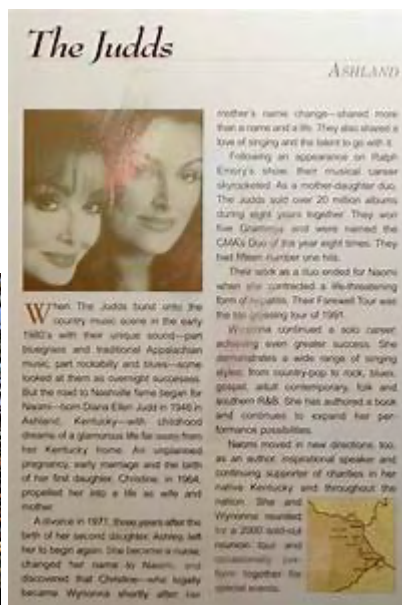 The Judds
ASHLAND
When The Judds burst onto the
country music scene in the early
1980's with their unique sound—part
bluegrass and traditional Appalachian
music, part rockabilly and blues—some
looked at them as overnight successes.
But the road to Nashville fame began for
Naomi—born Diana Ellen Judd in 1946 in
Ashland, Kentucky—with childhood
dreams of a glamorous life far away from
her Kentucky home. An unplanned
pregnancy, early marriage and the birth
of her first daughter, Christina, in 1964,
propelled her into a life as wife and
mother.
A divorce in 1977, three years after the
birth of her second daughter, Ashley, left
her to begin again. She became a nurse,
changed her name to Naomi, and
discovered that Christina—who legally
became Wynonna shortly after her
mother's name change—shared more
than a name and a life. They also shared a
love of singing and the talent to go with it.
Following an appearance on Ralph
Emory's show, their musical career
skyrocketed. As a mother-daughter duo,
The Judds sold over 20 million albums
during eight years together. They won
five Grammys and were named the
CMA's Duo of the year eight times. They
had fifteen number one hits.
Their work as a duo ended for Naomi
when she contracted a life-threatening
form of hepatitis. Their Farewell Tour was
the top grossing tour of 1991.
Wynonna continued a solo career,
achieving even greater success. She
demonstrates a wide range of singing
styles, from country-pop to rock, blues,
gospel, adult contemporary, folk and
southern R&B. She has authored a book
and continues to expand her per-
formance possibilities.
Naomi moved in new directions, too,
as an author, inspirational speaker and
continuing supporter of charities in her
native Kentucky and throughout the
nation. She and
Wynonna reunited
for a 2000 sold-out
reunion tour and
occasionally per-
form together for
special events.